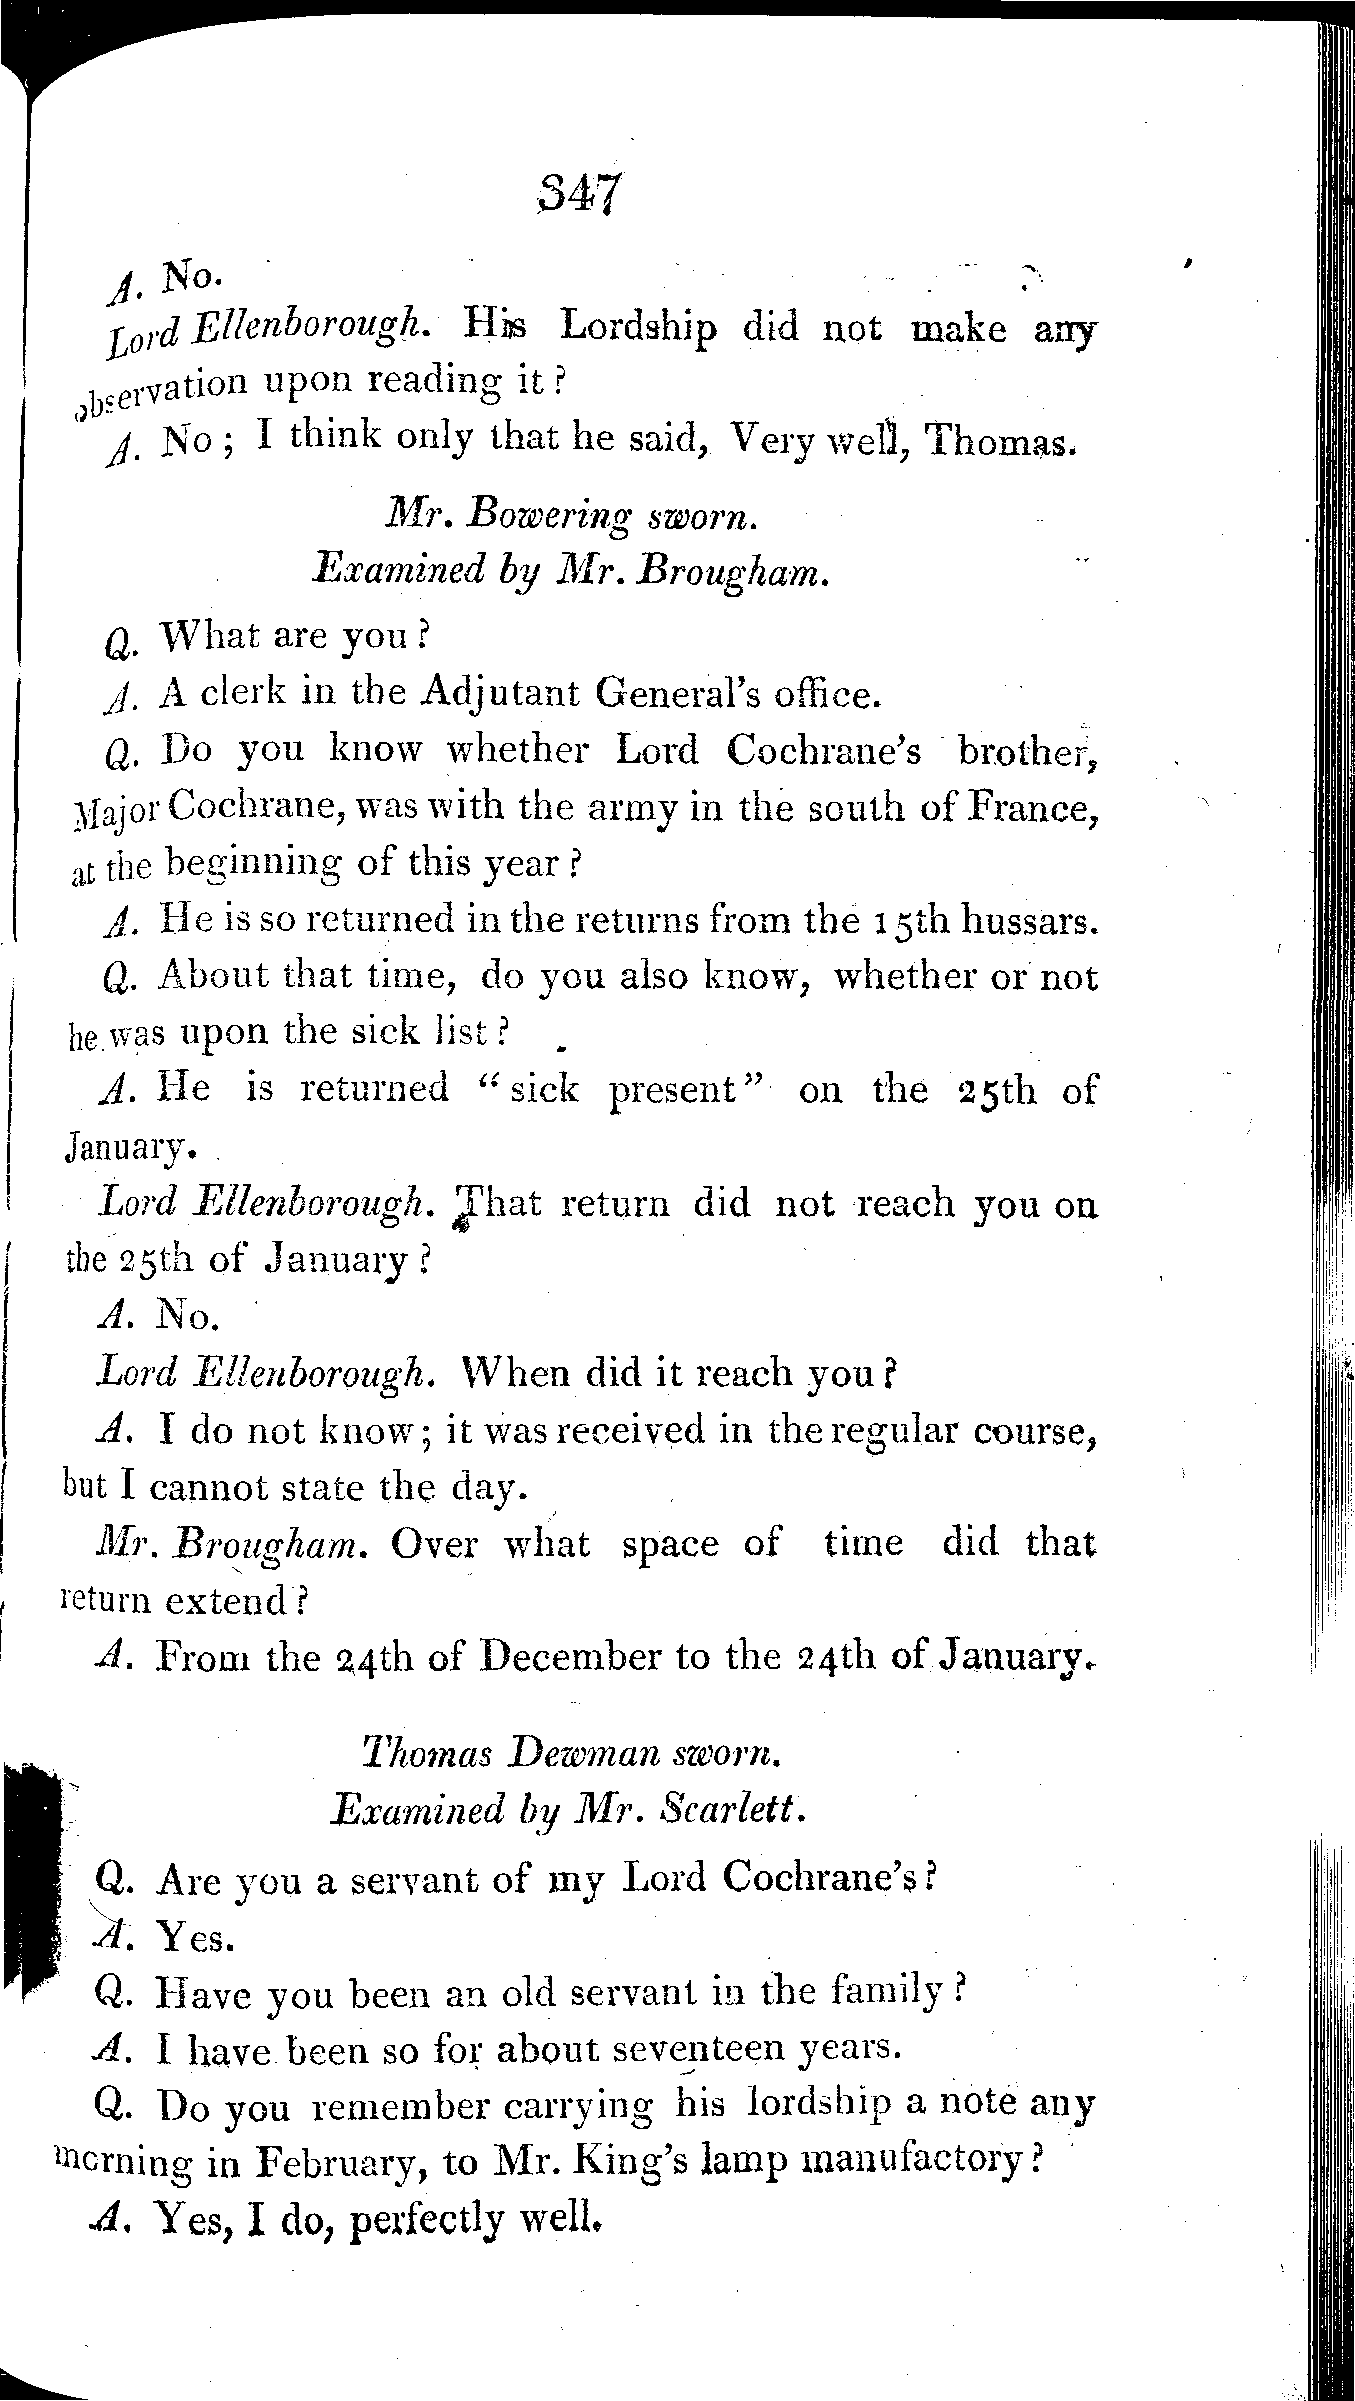 347
A. No.
Lord Ellenborough. His Lordship did not make any
observation upon reading it?
A. No; I think only that he said, Very well, Thomas.
Mr. Bowering sworn.
Examined by Mr. Brougham.
Q. What are you?
A. A clerk in the Adjutant General's office.
Q. Do you know whether Lord Cochrane's brother,
Major Cochrane, was with the army in the south of France,
at the beginning of this year?
A. He is so returned in the returns from the 15th hussars.
Q. About that time, do you also know, whether or not
he was upon the sick list?
A. He is returned "sick present" on the 25th of
January.
Lord Ellenborough. That return did not reach you on
the 25th of January?
A. No.
Lord Ellenborough. When did it reach you?
A. I do not know; it was received in the regular course,
but I cannot state the day.
Mr. Brougham. Over what space of time did that
return extend?
A. From the 24th of December to the 24th of January.
Thomas Dewman sworn.
Examined by Mr. Scarlett.
Q. Are you a servant of my Lord Cochrane's?
A. Yes.
Q. Have you been an old servant in the family?
A. I have been so for about seventeen years.
Q. Do you remember carrying his lordship a note any
morning in February, to Mr. King's lamp manufactory?
A. Yes, I do, perfectly well.